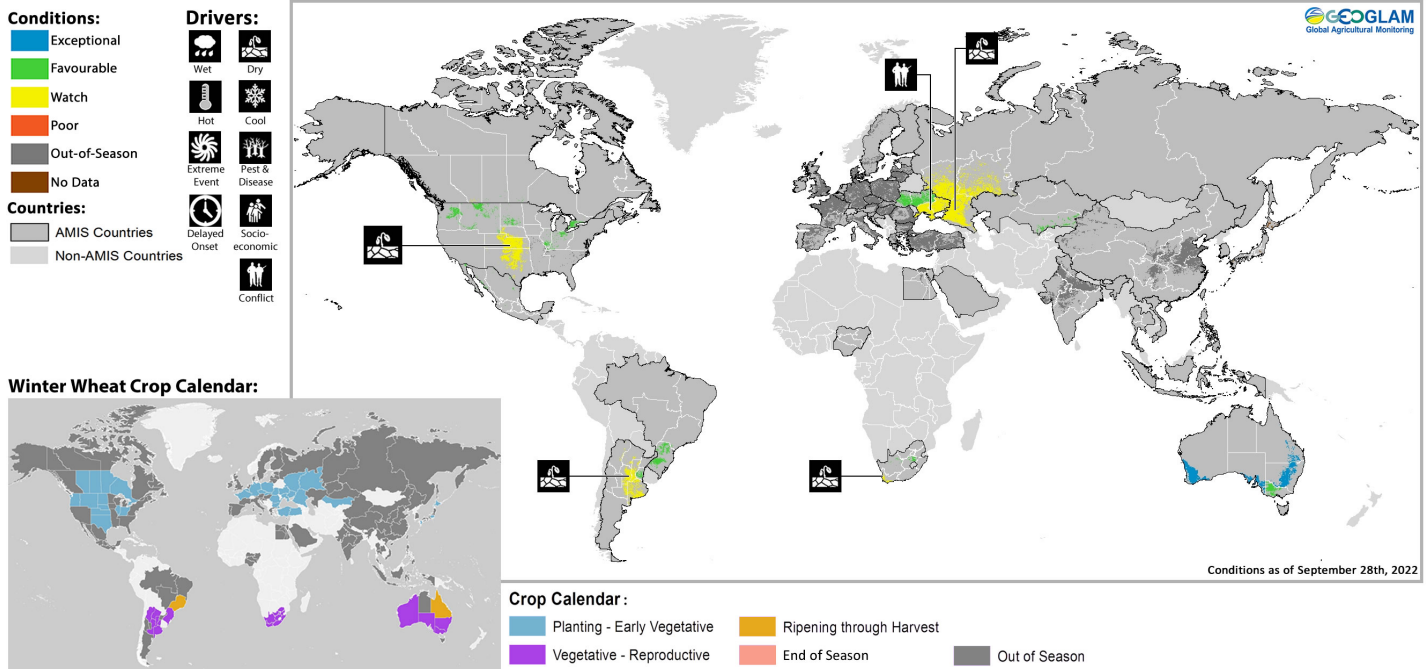 Conditions:
Exceptional
Favourable
Watch
Poor
Out-of-Season
No Data
Countries:
AMIS Countries
Non-AMIS Countries
Drivers:
Wet
Dry
Hot
Cool
Extreme
Event
Pest &
Disease
Delayed
Onset
Socio-
economic
Conflict
GEOGLAM
Global Agricultural Monitoring
Conditions as of September 28th, 2022
Winter Wheat Crop Calendar:
Crop Calendar :
Planting - Early Vegetative
Ripening through Harvest
Vegetative - Reproductive
End of Season
Out of Season